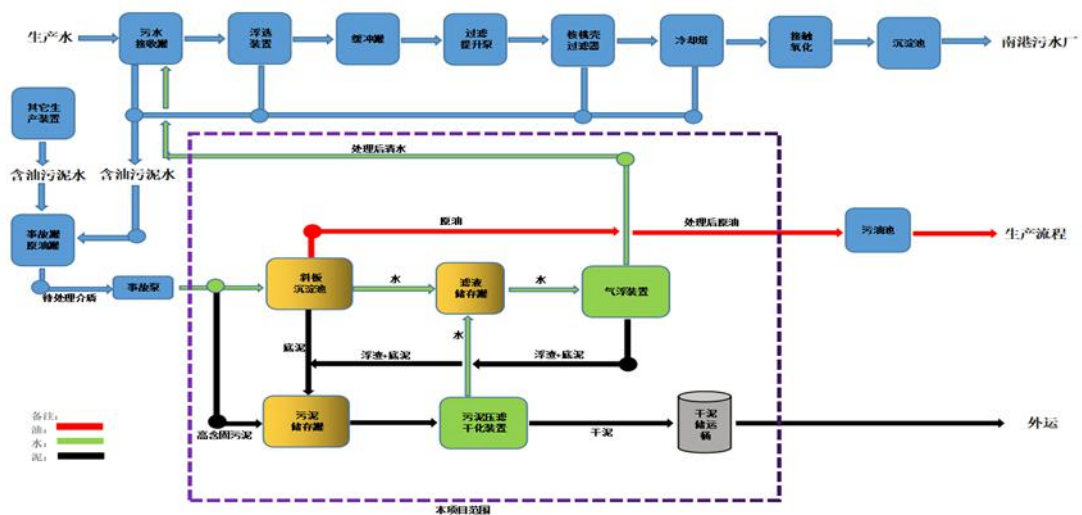 生产水
污水
接收罐
浮选
装置
缓冲罐
过滤
提升泵
核桃壳
过滤器
冷却塔
接触
氧化
沉淀池
南港污水厂
其它生
产装置
处理后清水
含油污泥水
含油污泥水
事故罐
原油罐
原油
处理后原油
污油池
生产流程
待处理介质
事故泵
斜板
沉淀池
水
滤液
储存罐
水
气浮装置
水
底泥
浮渣+底泥
浮渣+底泥
备注:
油:
水:
泥:
高含固污泥
污泥
储存罐
污泥压滤
干化装置
干泥
干泥
储运
桶
外运
本项目范围